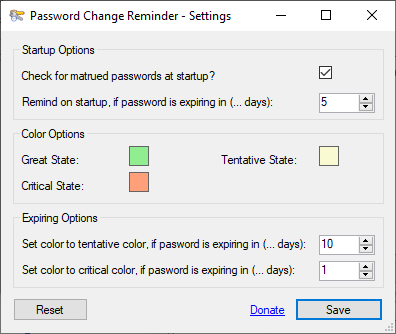 Password Change Reminder - Settings
Startup Options
Check for matrued passwords at startup?
Remind on startup, if password is expiring in (... days):
5
Color Options
Great State:
Tentative State:
Critical State:
Expiring Options
Set color to tentative color, if pasword is expiring in (... days):
10
Set color to critical color, if pasword is expiring in (... days):
1
Reset
Donate
Save